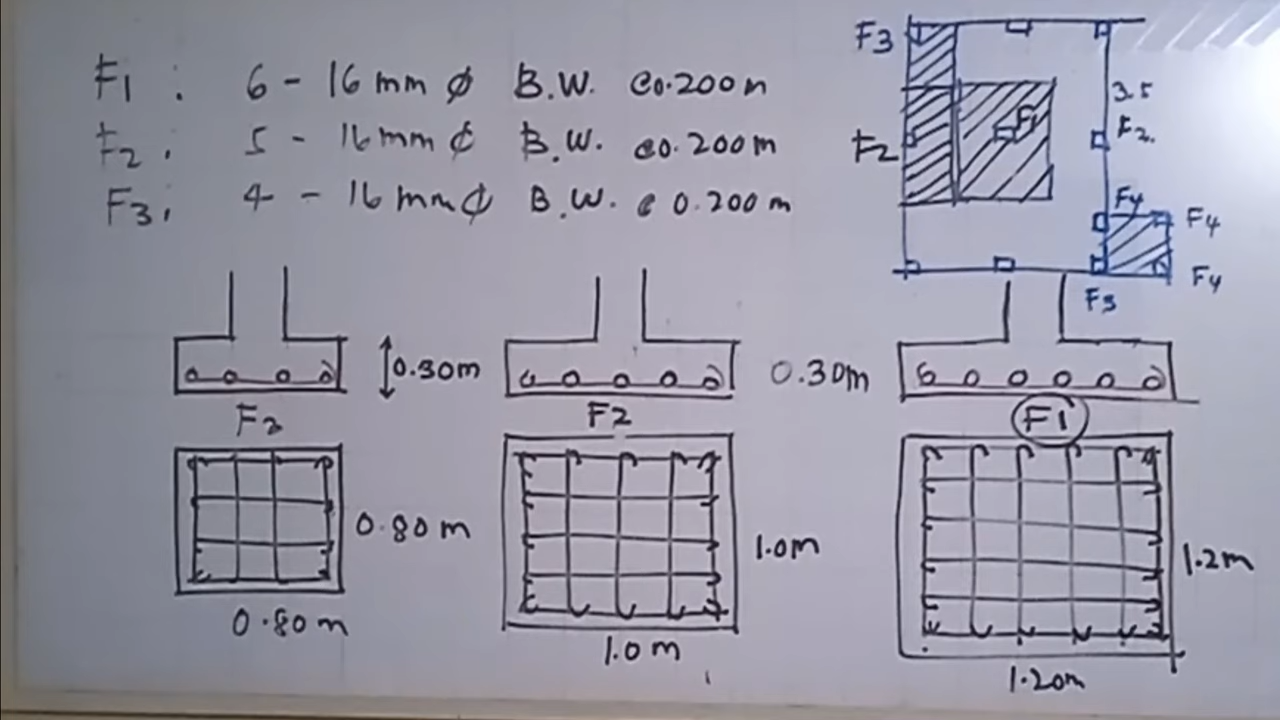 F1 : 6 - 16 mm ϕ B.W. @0.200m
F2 : 5 - 16 mm ϕ B.W. @0.200m
F3 : 4 - 16 mm ϕ B.W. @ 0.200 m
F3
F1
3.5
F2
F2.
F4
F4
F4
F3
0.30m
0.30m
F3
F2
F1
0.80 m
1.0m
1.2m
0.80 m
1.0 m
1.20m